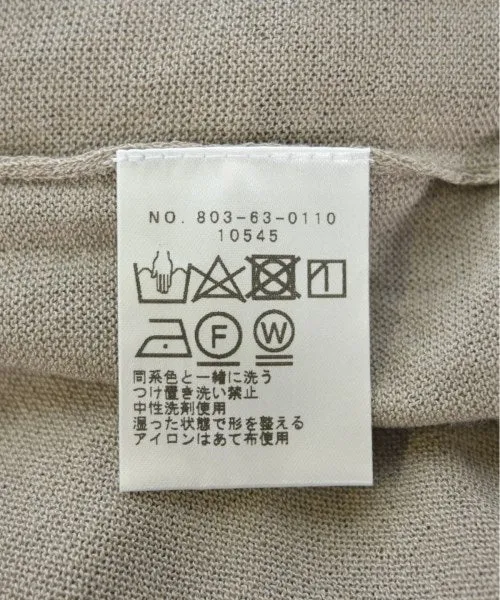 NO. 803-63-0110
10545
F W
同系色と一緒に洗う
つけ置き洗い禁止
中性洗剤使用
湿った状態で形を整える
アイロンはあて布使用